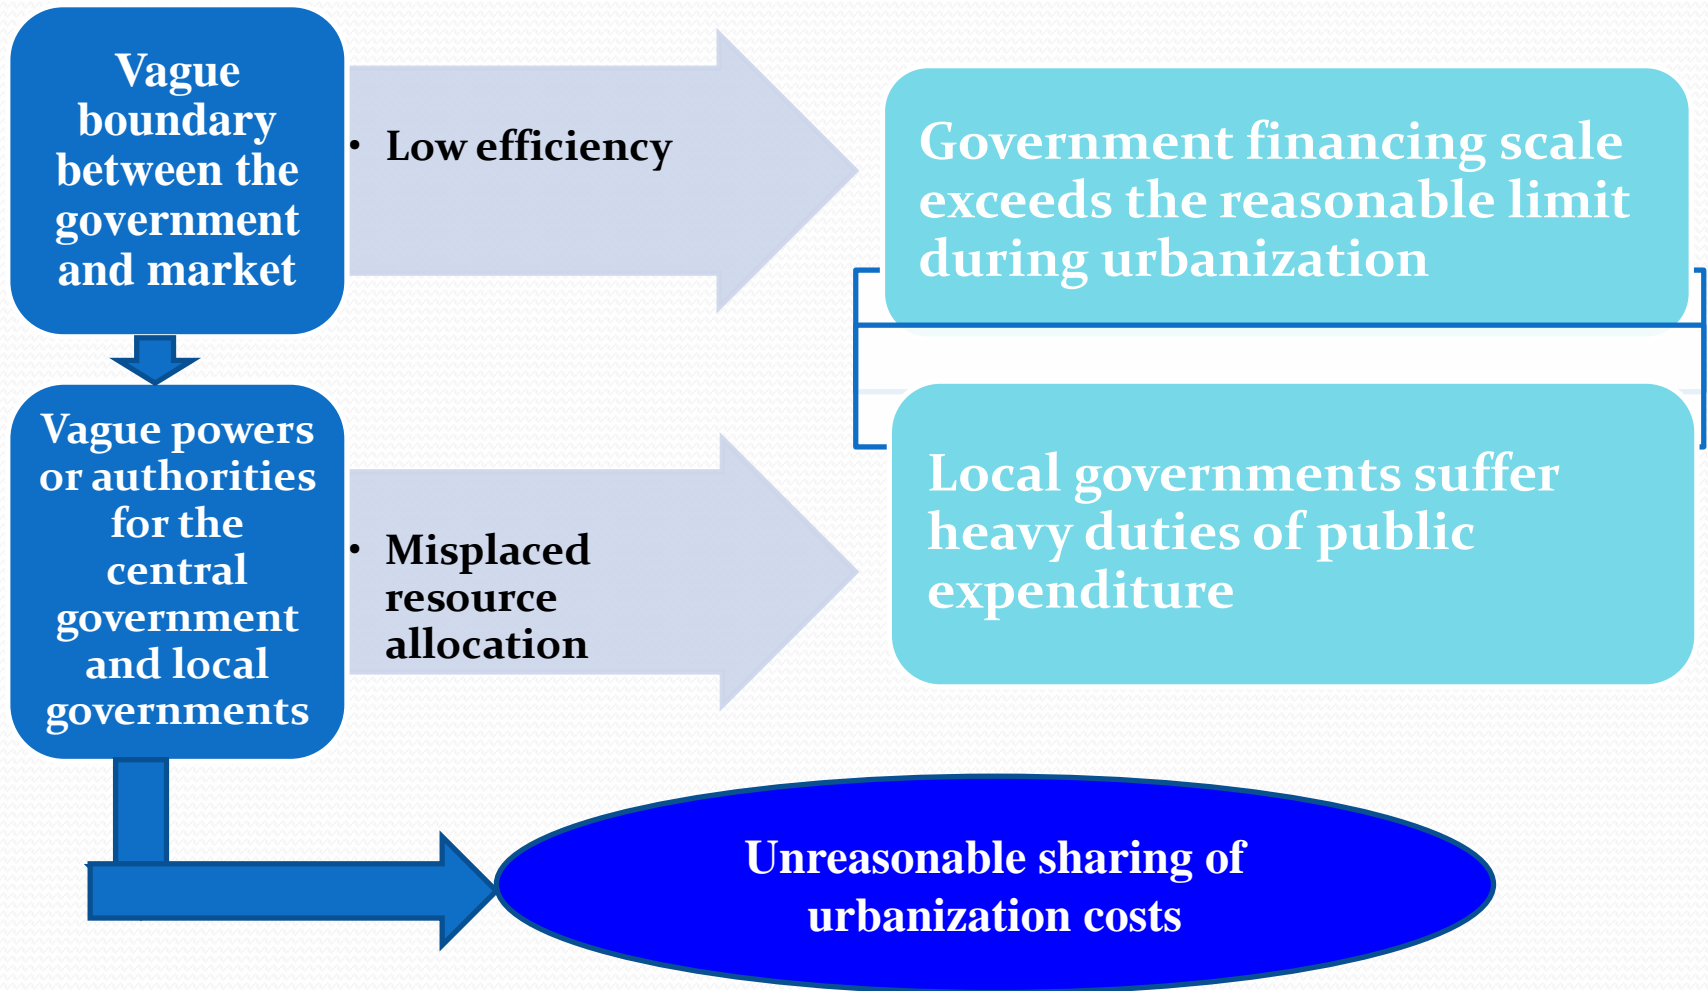 Vague
boundary
between the
government
and market
• Low efficiency
Government financing scale
exceeds the reasonable limit
during urbanization
Vague powers
or authorities
for the
central
government
and local
governments
• Misplaced
resource
allocation
Local governments suffer
heavy duties of public
expenditure
Unreasonable sharing of
urbanization costs